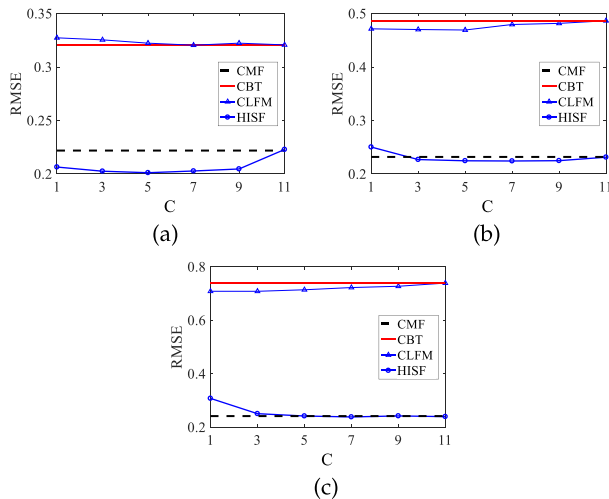 0.35
0.3
0.25
0.2
RMSE
CMF
CBT
CLFM
HISF
1 3 5 7 9 11
C
(a)
0.5
0.4
0.3
0.2
RMSE
CMF
CBT
CLFM
HISF
1 3 5 7 9 11
C
(b)
0.8
0.6
0.4
0.2
RMSE
CMF
CBT
CLFM
HISF
1 3 5 7 9 11
C
(c)